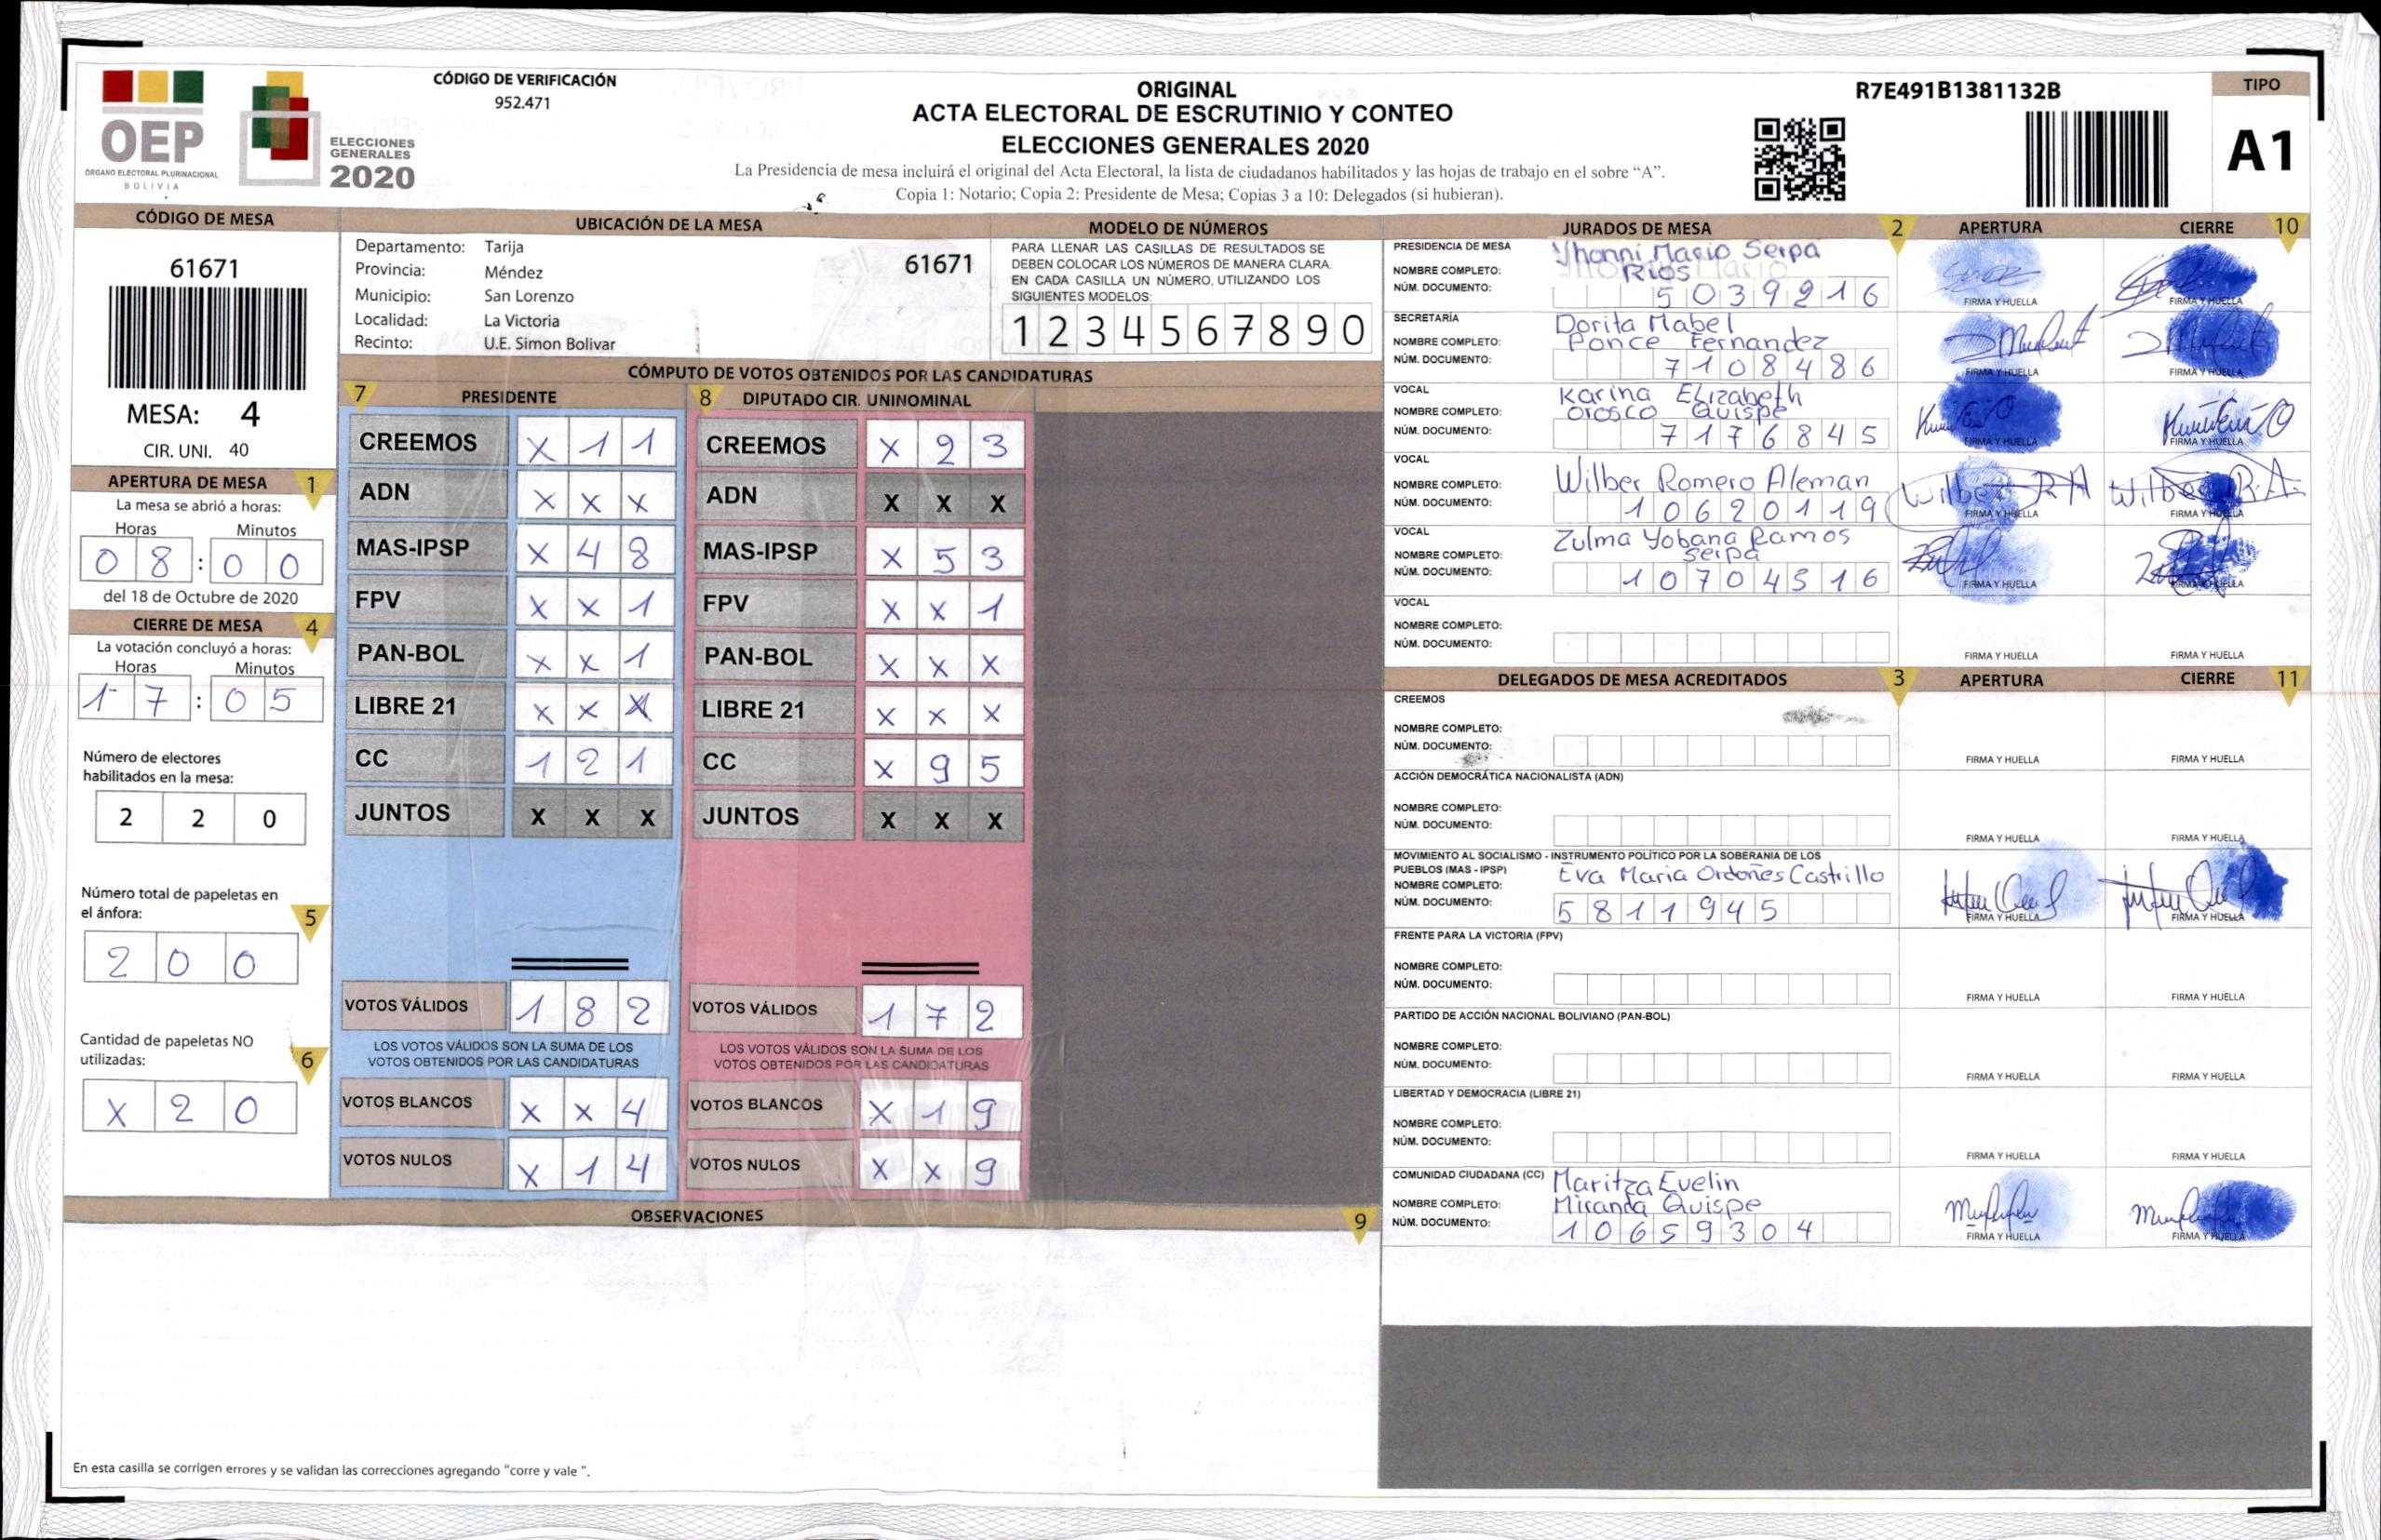 OEP
ÓRGANO ELECTORAL PLURINACIONAL
BOLIVIA
ELECCIONES
GENERALES
2020
CÓDIGO DE VERIFICACIÓN
952.471
ORIGINAL
ACTA ELECTORAL DE ESCRUTINIO Y CONTEO
ELECCIONES GENERALES 2020
La Presidencia de mesa incluirá el original del Acta Electoral, la lista de ciudadanos habilitados y las hojas de trabajo en el sobre “A”.
Copia 1: Notario; Copia 2: Presidente de Mesa; Copias 3 a 10: Delegados (si hubieran).
R7E491B1381132B
TIPO
A1
CÓDIGO DE MESA
61671
MESA: 4
CIR. UNI. 40
APERTURA DE MESA 1
La mesa se abrió a horas:
Horas Minutos
0 8 : 0 0
del 18 de Octubre de 2020
CIERRE DE MESA 4
La votación concluyó a horas:
Horas Minutos
1 7 : 0 5
Número de electores
habilitados en la mesa:
2 2 0
Número total de papeletas en
el ánfora: 5
2 0 0
Cantidad de papeletas NO
utilizadas: 6
X 2 0
UBICACIÓN DE LA MESA
Departamento: Tarija
Provincia: Méndez
Municipio: San Lorenzo
Localidad: La Victoria
Recinto: U.E. Simon Bolivar
61671
MODELO DE NÚMEROS
PARA LLENAR LAS CASILLAS DE RESULTADOS SE
DEBEN COLOCAR LOS NÚMEROS DE MANERA CLARA.
EN CADA CASILLA UN NÚMERO, UTILIZANDO LOS
SIGUIENTES MODELOS:
1 2 3 4 5 6 7 8 9 0
CÓMPUTO DE VOTOS OBTENIDOS POR LAS CANDIDATURAS
7 PRESIDENTE
CREEMOS X 1 1
ADN X X X
MAS-IPSP X 4 8
FPV X X 1
PAN-BOL X X 1
LIBRE 21 X X X
CC 1 2 1
JUNTOS X X X
VOTOS VÁLIDOS 1 8 2
LOS VOTOS VÁLIDOS SON LA SUMA DE LOS
VOTOS OBTENIDOS POR LAS CANDIDATURAS
VOTOS BLANCOS X X 4
VOTOS NULOS X 1 4
8 DIPUTADO CIR. UNINOMINAL
CREEMOS X 2 3
ADN X X X
MAS-IPSP X 5 3
FPV X X 1
PAN-BOL X X X
LIBRE 21 X X X
CC X 9 5
JUNTOS X X X
VOTOS VÁLIDOS 1 7 2
LOS VOTOS VÁLIDOS SON LA SUMA DE LOS
VOTOS OBTENIDOS POR LAS CANDIDATURAS
VOTOS BLANCOS X 1 9
VOTOS NULOS X X 9
OBSERVACIONES 9
En esta casilla se corrigen errores y se validan las correcciones agregando "corre y vale ".
JURADOS DE MESA 2 APERTURA CIERRE 10
PRESIDENCIA DE MESA
Jhonni Mario Serpa
NOMBRE COMPLETO: Rios
NÚM. DOCUMENTO: 5 0 3 9 2 1 6
FIRMA Y HUELLA FIRMA Y HUELLA
SECRETARÍA
Dorita Mabel
NOMBRE COMPLETO: Ponce Fernandez
NÚM. DOCUMENTO: 7 1 0 8 4 8 6
FIRMA Y HUELLA FIRMA Y HUELLA
VOCAL
Karina Elizabeth
NOMBRE COMPLETO: Orosco Quispe
NÚM. DOCUMENTO: 7 1 7 6 8 4 5
FIRMA Y HUELLA FIRMA Y HUELLA
VOCAL
NOMBRE COMPLETO: Wilber Romero Aleman
NÚM. DOCUMENTO: 1 0 6 2 0 1 1 9
Wilber R A Wilber R.A.
FIRMA Y HUELLA FIRMA Y HUELLA
VOCAL
Zulma Yobana Ramos
NOMBRE COMPLETO: Serpa
NÚM. DOCUMENTO: 1 0 7 0 4 5 1 6
FIRMA Y HUELLA FIRMA Y HUELLA
VOCAL
NOMBRE COMPLETO:
NÚM. DOCUMENTO:
FIRMA Y HUELLA FIRMA Y HUELLA
DELEGADOS DE MESA ACREDITADOS 3 APERTURA CIERRE 11
CREEMOS
NOMBRE COMPLETO:
NÚM. DOCUMENTO:
FIRMA Y HUELLA FIRMA Y HUELLA
ACCIÓN DEMOCRÁTICA NACIONALISTA (ADN)
NOMBRE COMPLETO:
NÚM. DOCUMENTO:
FIRMA Y HUELLA FIRMA Y HUELLA
MOVIMIENTO AL SOCIALISMO - INSTRUMENTO POLÍTICO POR LA SOBERANIA DE LOS
PUEBLOS (MAS - IPSP) Eva Maria Ordoñes Castrillo
NOMBRE COMPLETO:
NÚM. DOCUMENTO: 5 8 1 1 9 4 5
FIRMA Y HUELLA FIRMA Y HUELLA
FRENTE PARA LA VICTORIA (FPV)
NOMBRE COMPLETO:
NÚM. DOCUMENTO:
FIRMA Y HUELLA FIRMA Y HUELLA
PARTIDO DE ACCIÓN NACIONAL BOLIVIANO (PAN-BOL)
NOMBRE COMPLETO:
NÚM. DOCUMENTO:
FIRMA Y HUELLA FIRMA Y HUELLA
LIBERTAD Y DEMOCRACIA (LIBRE 21)
NOMBRE COMPLETO:
NÚM. DOCUMENTO:
FIRMA Y HUELLA FIRMA Y HUELLA
COMUNIDAD CIUDADANA (CC) Maritza Evelin
NOMBRE COMPLETO: Miranda Quispe
NÚM. DOCUMENTO: 1 0 6 5 9 3 0 4
FIRMA Y HUELLA FIRMA Y HUELLA